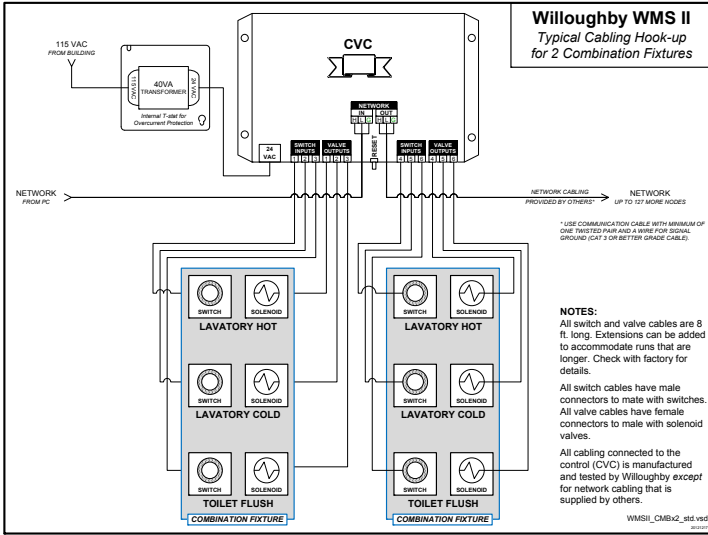 Willoughby WMS II
Typical Cabling Hook-up
for 2 Combination Fixtures
115 VAC
FROM BUILDING
115VAC
40VA
TRANSFORMER
24 VAC
Internal T-stat for
Overcurrent Protection
CVC
NETWORK
IN OUT
H L G H L G
RESET
24
VAC
SWITCH
INPUTS
1 2 3
VALVE
OUTPUTS
1 2 3
SWITCH
INPUTS
4 5 6
VALVE
OUTPUTS
4 5 6
NETWORK
FROM PC
NETWORK CABLING
PROVIDED BY OTHERS*
NETWORK
UP TO 127 MORE NODES
* USE COMMUNICATION CABLE WITH MINIMUM OF
ONE TWISTED PAIR AND A WIRE FOR SIGNAL
GROUND (CAT 3 OR BETTER GRADE CABLE).
SWITCH SOLENOID
LAVATORY HOT
SWITCH SOLENOID
LAVATORY COLD
SWITCH SOLENOID
TOILET FLUSH
COMBINATION FIXTURE
SWITCH SOLENOID
LAVATORY HOT
SWITCH SOLENOID
LAVATORY COLD
SWITCH SOLENOID
TOILET FLUSH
COMBINATION FIXTURE
NOTES:
All switch and valve cables are 8
ft. long. Extensions can be added
to accommodate runs that are
longer. Check with factory for
details.
All switch cables have male
connectors to mate with switches.
All valve cables have female
connectors to male with solenoid
valves.
All cabling connected to the
control (CVC) is manufactured
and tested by Willoughby except
for network cabling that is
supplied by others.
WMSII_CMBx2_std.vsd